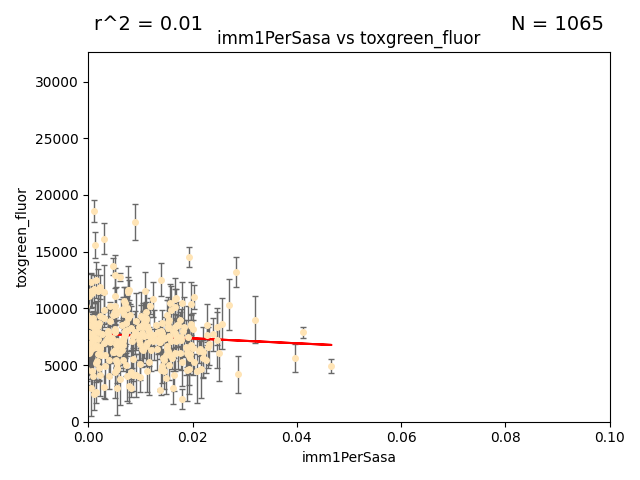 r^2 = 0.01
N = 1065
imm1PerSasa vs toxgreen_fluor
toxgreen_fluor
30000
25000
20000
15000
10000
5000
0
0.00
0.02
0.04
0.06
0.08
0.10
imm1PerSasa